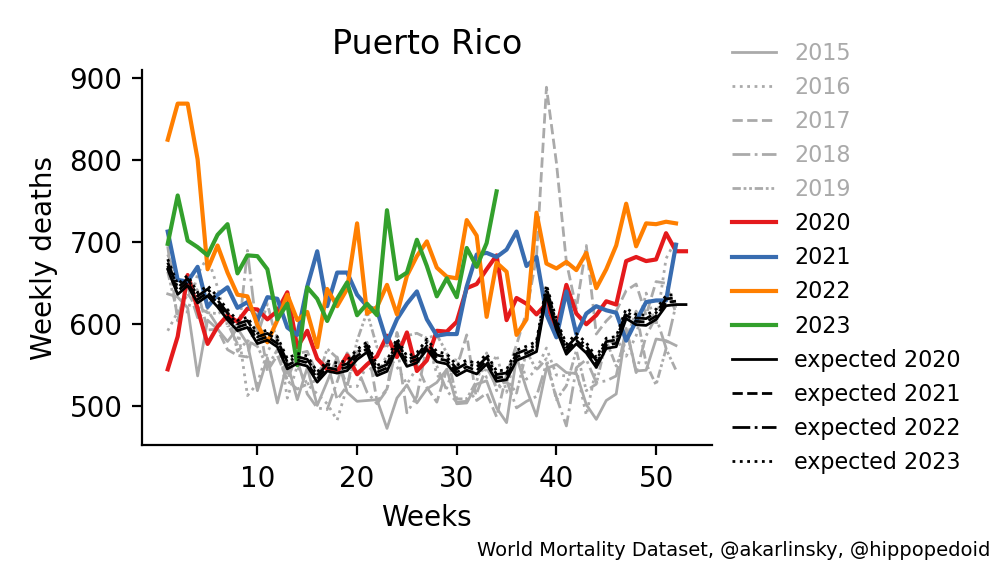 Puerto Rico
Weekly deaths
900
800
700
600
500
10 20 30 40 50
Weeks
2015
2016
2017
2018
2019
2020
2021
2022
2023
expected 2020
expected 2021
expected 2022
expected 2023
World Mortality Dataset, @akarlinsky, @hippopedoid